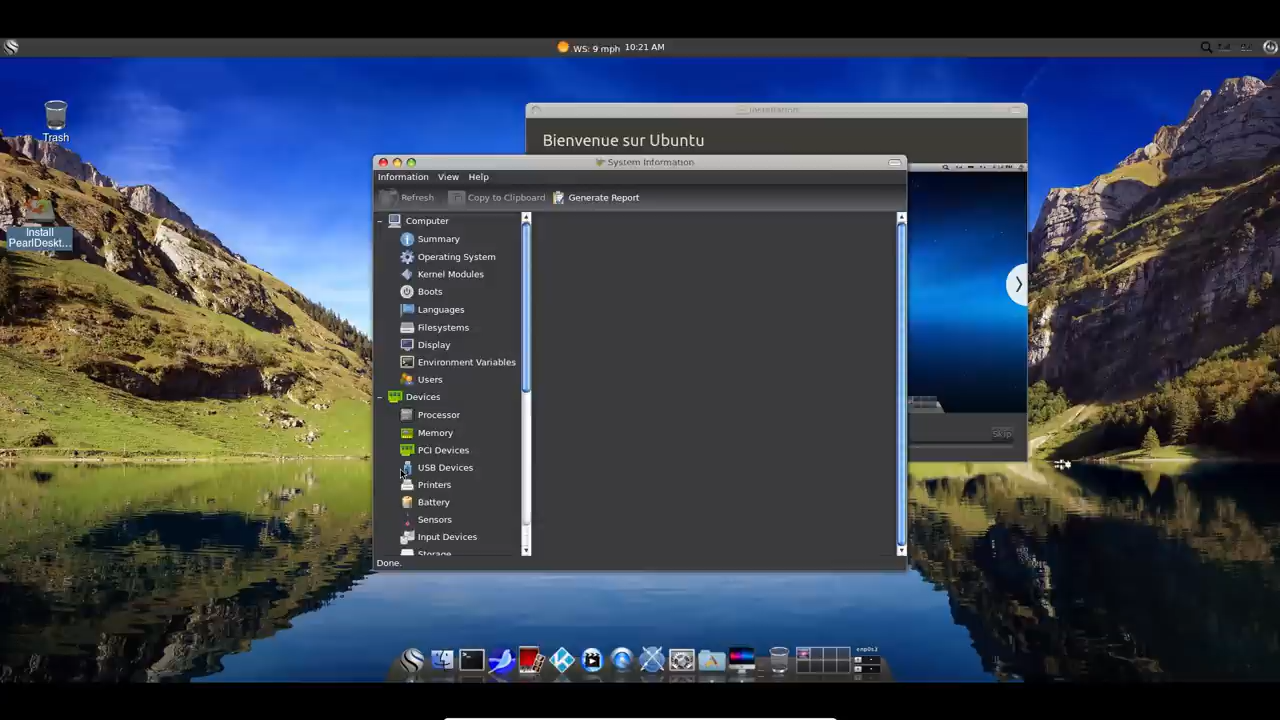 WS: 9 mph 10:21 AM
Trash
Install
PearlDeskt...
Bienvenue sur Ubuntu
System Information
Information View Help
Refresh Copy to Clipboard Generate Report
Computer
Summary
Operating System
Kernel Modules
Boots
Languages
Filesystems
Display
Environment Variables
Users
Devices
Processor
Memory
PCI Devices
USB Devices
Printers
Battery
Sensors
Input Devices
Storage
Done.
Skip
enp0s3